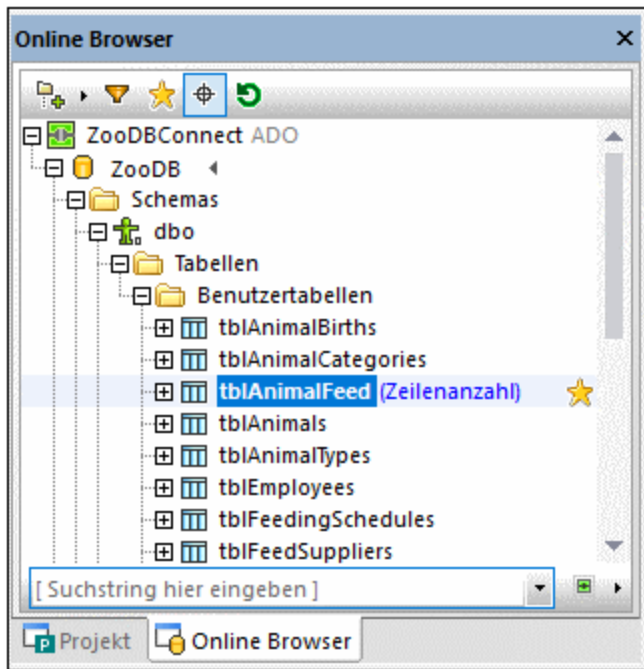 Online Browser
ZooDBConnect ADO
ZooDB
Schemas
dbo
Tabellen
Benutzertabellen
tblAnimalBirths
tblAnimalCategories
tblAnimalFeed (Zeilenanzahl)
tblAnimals
tblAnimalTypes
tblEmployees
tblFeedingSchedules
tblFeedSuppliers
[ Suchstring hier eingeben ]
Projekt Online Browser